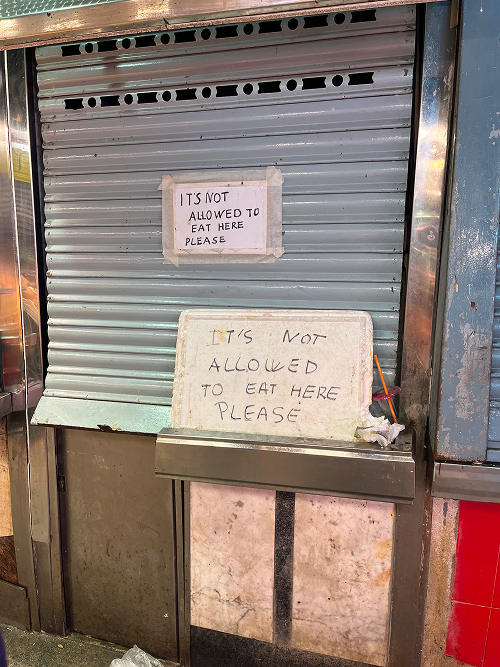 IT'S NOT
ALLOWED TO
EAT HERE
PLEASE
IT'S NOT
ALLOWED
TO EAT HERE
PLEASE